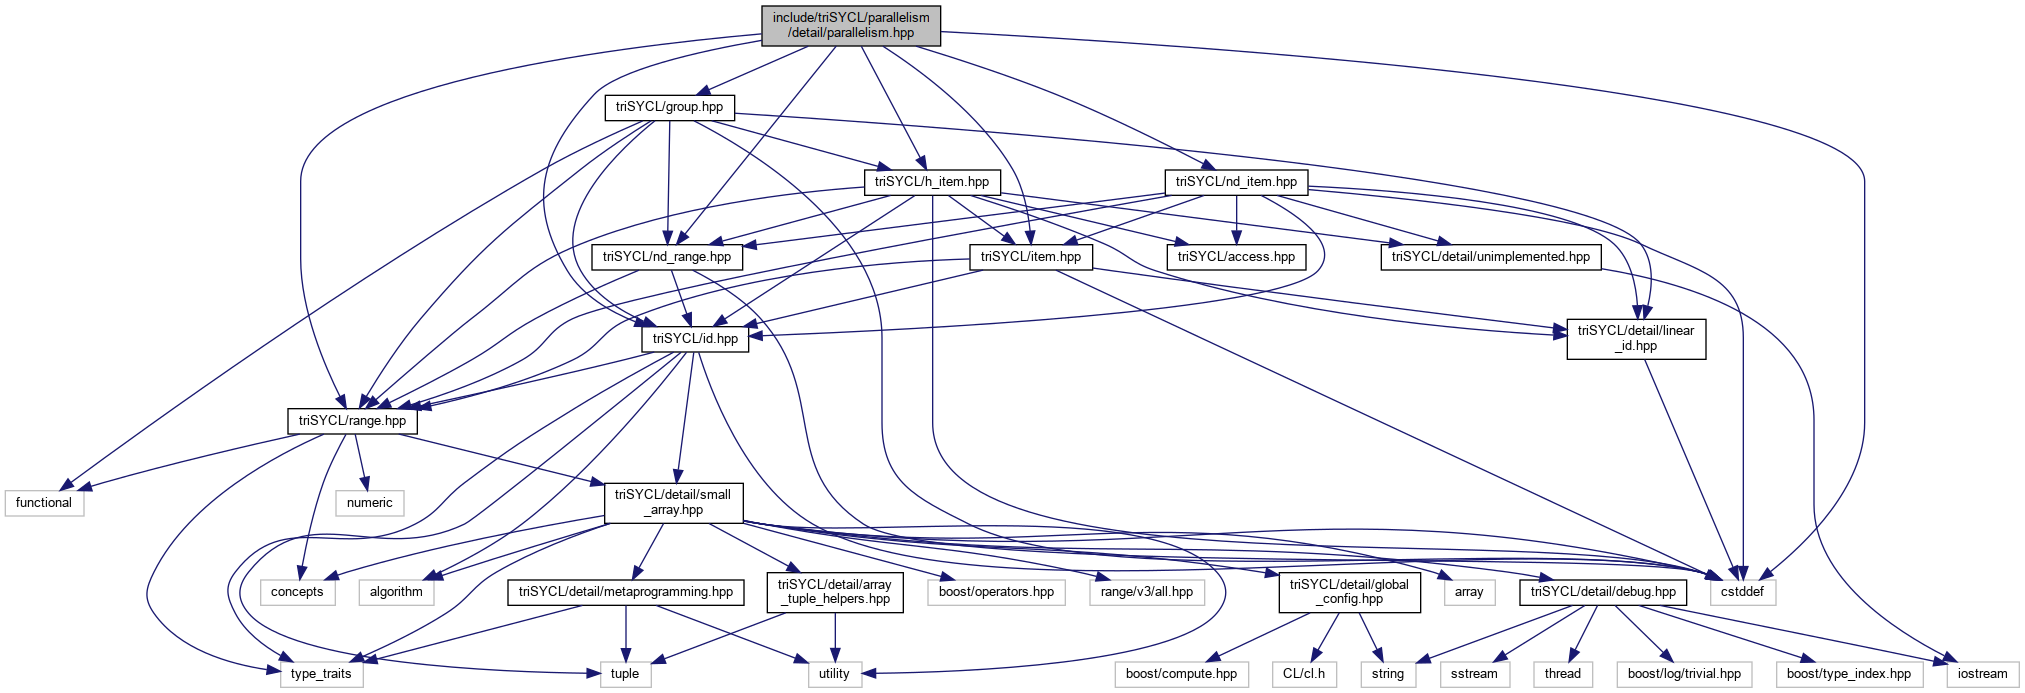 include/triSYCL/parallelism
/detail/parallelism.hpp
triSYCL/group.hpp
triSYCL/h_item.hpp
triSYCL/nd_item.hpp
triSYCL/nd_range.hpp
triSYCL/item.hpp
triSYCL/access.hpp
triSYCL/detail/unimplemented.hpp
triSYCL/id.hpp
triSYCL/detail/linear
_id.hpp
triSYCL/range.hpp
functional
numeric
triSYCL/detail/small
_array.hpp
concepts
algorithm
triSYCL/detail/metaprogramming.hpp
triSYCL/detail/array
_tuple_helpers.hpp
boost/operators.hpp
range/v3/all.hpp
triSYCL/detail/global
_config.hpp
array
triSYCL/detail/debug.hpp
cstddef
type_traits
tuple
utility
boost/compute.hpp
CL/cl.h
string
sstream
thread
boost/log/trivial.hpp
boost/type_index.hpp
iostream